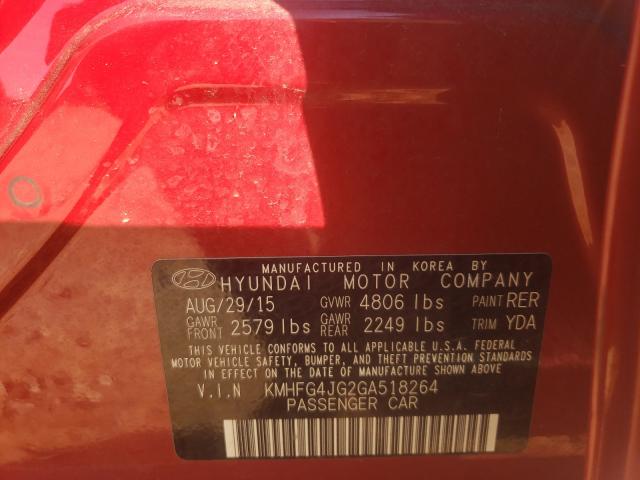 MANUFACTURED IN KOREA BY
HYUNDAI MOTOR COMPANY
AUG/29/15 GVWR 4806 lbs PAINT RER
GAWR FRONT 2579 lbs GAWR REAR 2249 lbs TRIM YDA
THIS VEHICLE CONFORMS TO ALL APPLICABLE U.S.A. FEDERAL
MOTOR VEHICLE SAFETY, BUMPER, AND THEFT PREVENTION
STANDARDS IN EFFECT ON THE DATE OF MANUFACTURE SHOWN ABOVE
V.I.N KMHFG4JG2GA518264
PASSENGER CAR